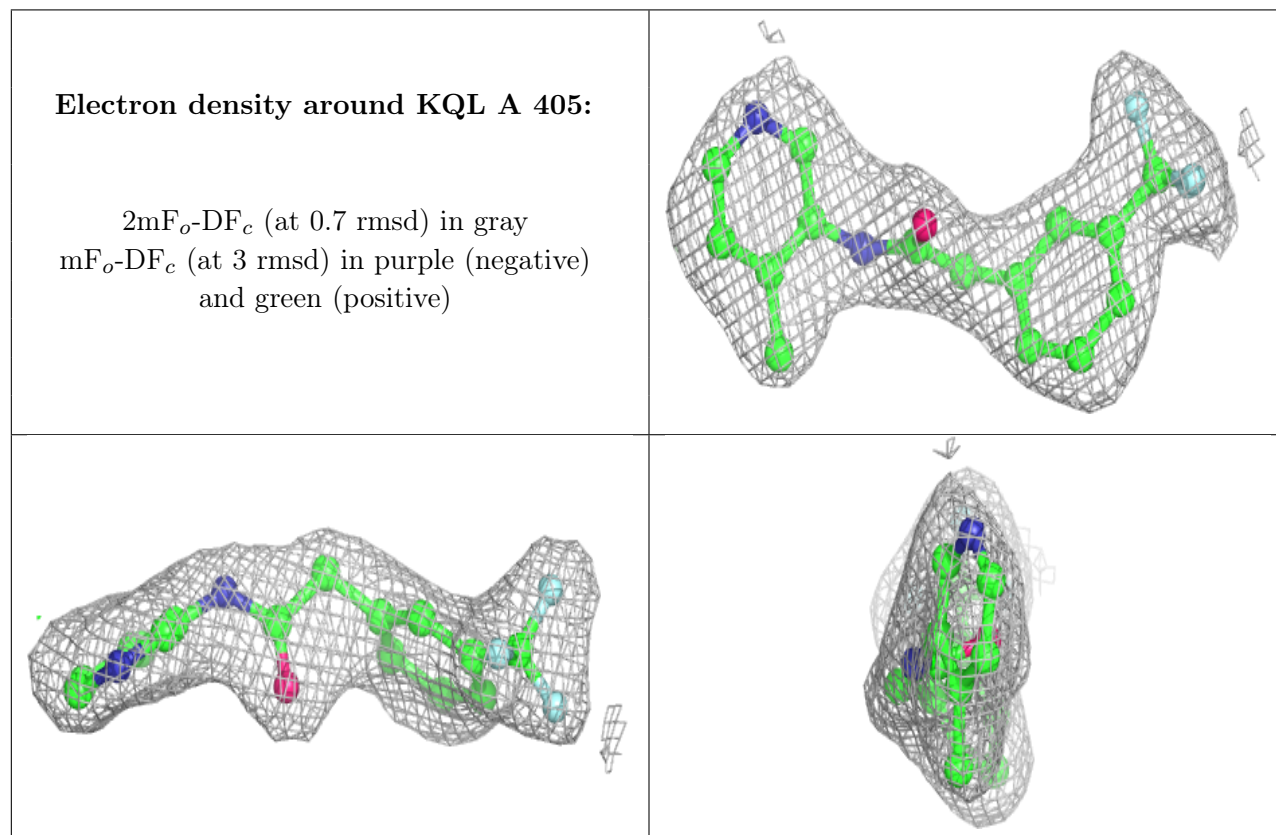 Electron density around KQL A 405:
2mFo-DFc (at 0.7 rmsd) in gray
mFo-DFc (at 3 rmsd) in purple (negative)
and green (positive)